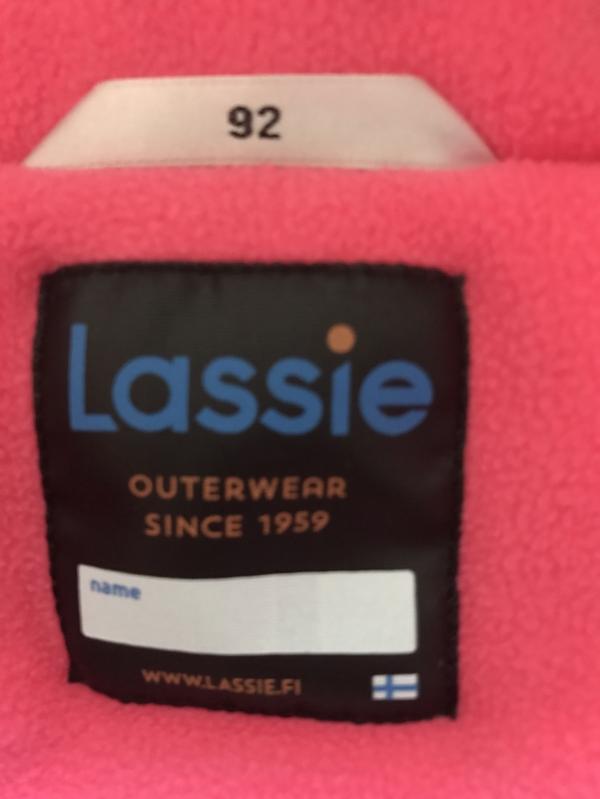 92
Lassie
OUTERWEAR
SINCE 1959
name
WWW.LASSIE.FI